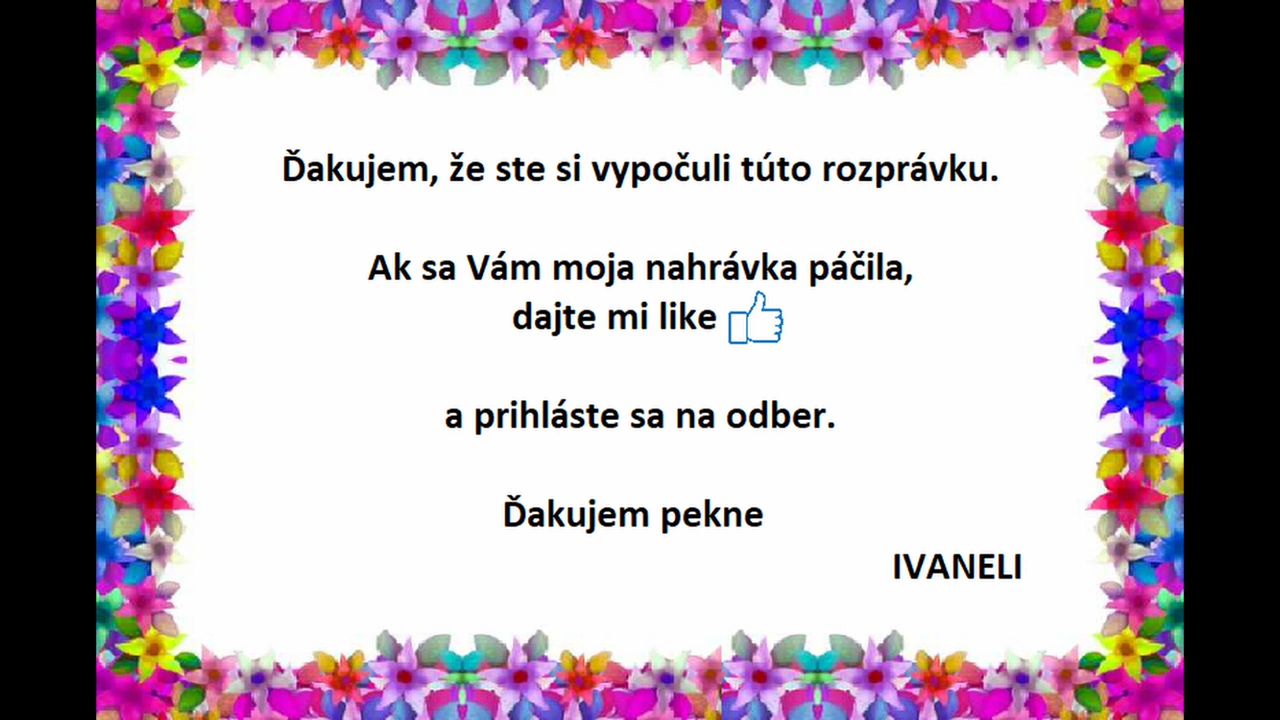 Ďakujem, že ste si vypočuli túto rozprávku.
Ak sa Vám moja nahrávka páčila,
dajte mi like
a prihláste sa na odber.
Ďakujem pekne
IVANELI